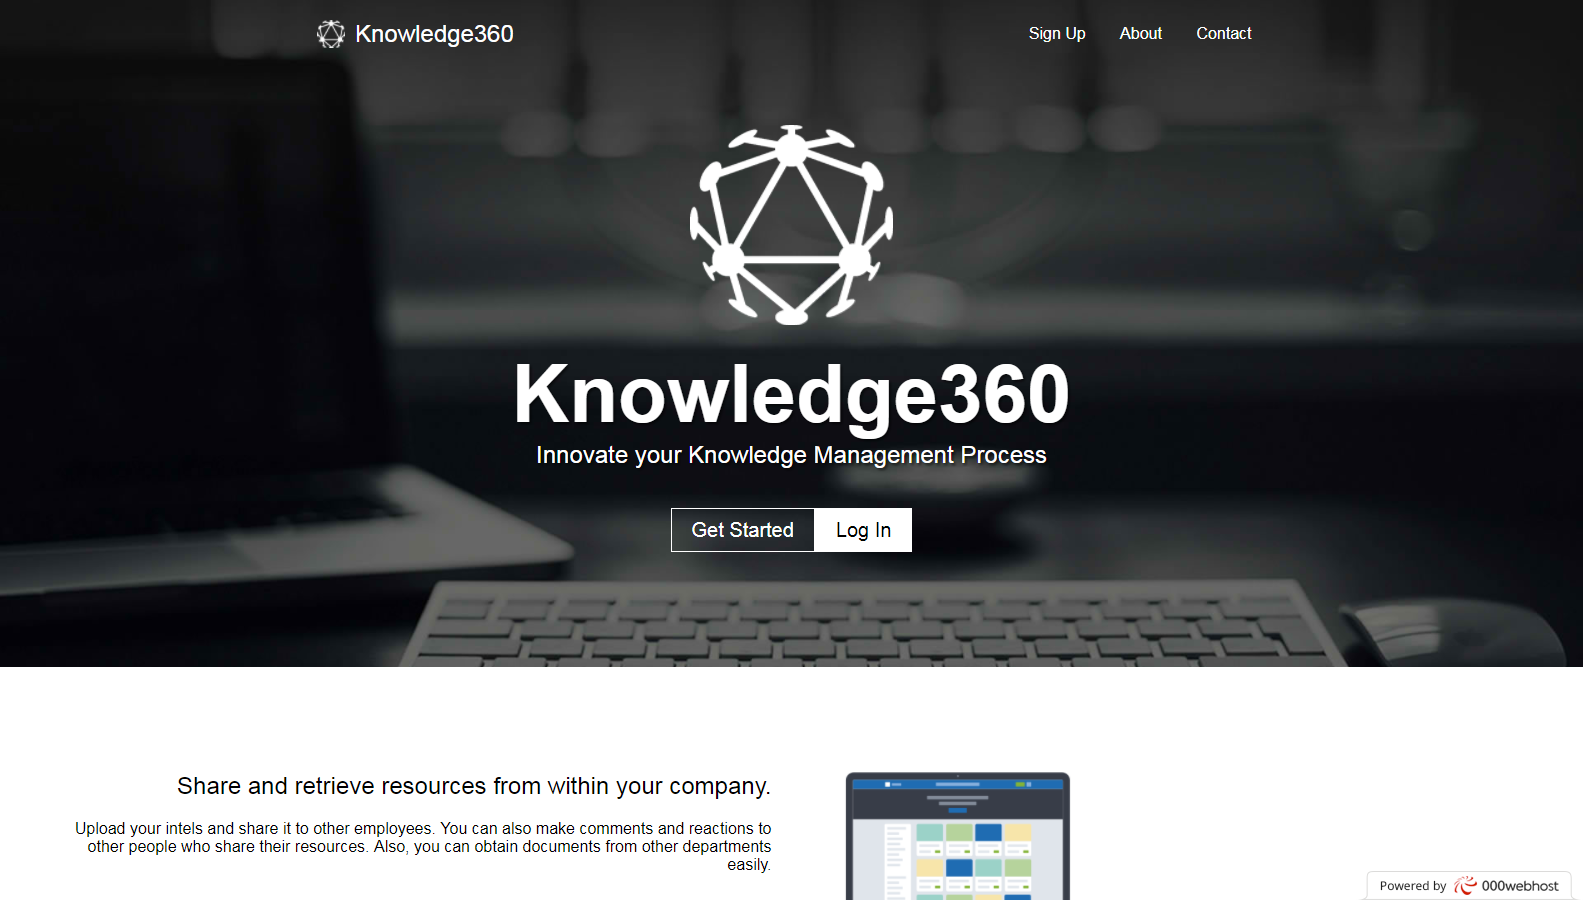 Knowledge360
Sign Up
About
Contact
Knowledge360
Innovate your Knowledge Management Process
Get Started
Log In
Share and retrieve resources from within your company.
Upload your intels and share it to other employees. You can also make comments and reactions to
other people who share their resources. Also, you can obtain documents from other departments
easily.
Powered by 000webhost